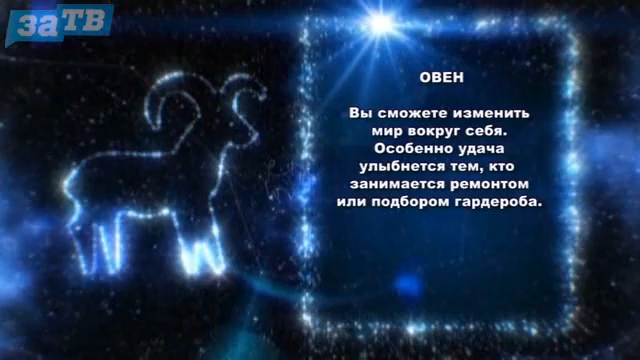 заТВ
ОВЕН
Вы сможете изменить
мир вокруг себя.
Особенно удача
улыбнется тем, кто
занимается ремонтом
или подбором гардероба.